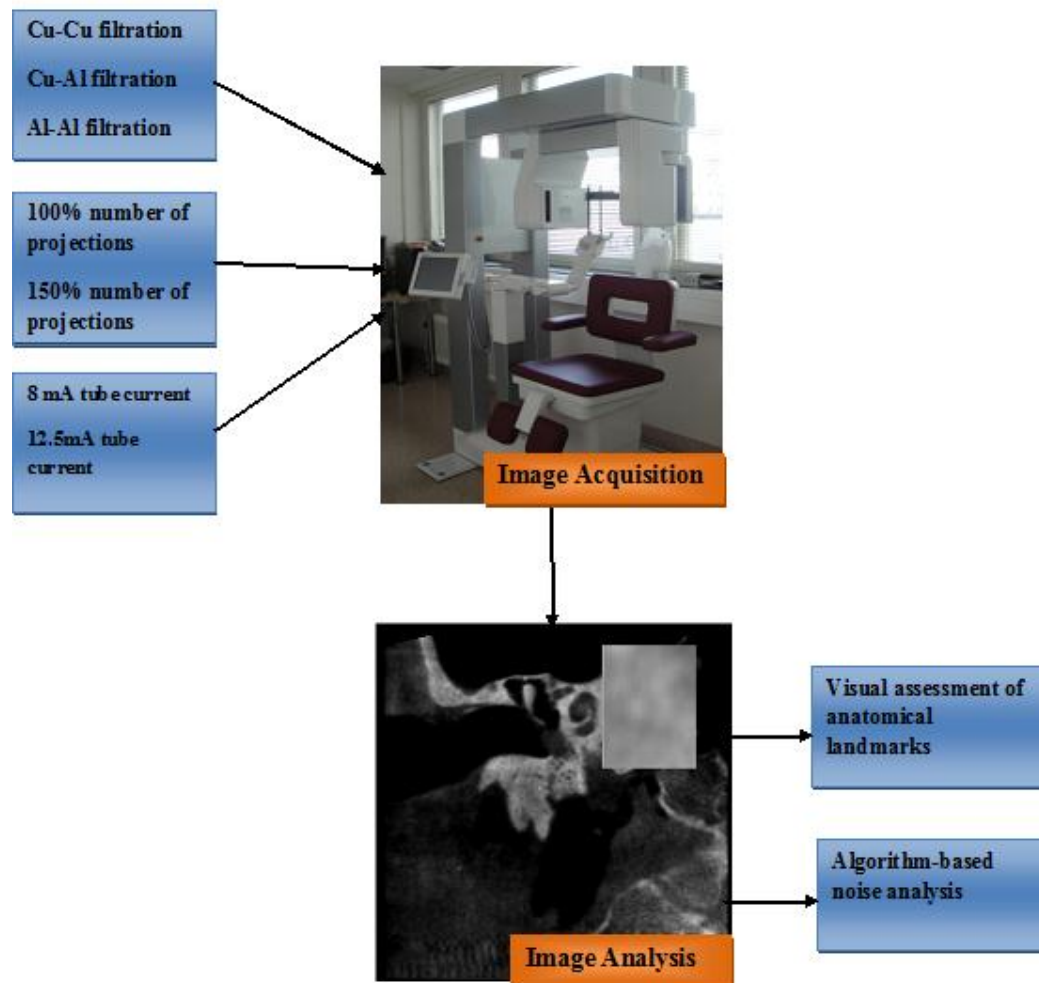 Cu-Cu filtration
Cu-Al filtration
Al-Al filtration
100% number of
projections
150% number of
projections
8 mA tube current
12.5mA tube
current
Image Acquisition
Visual assessment of
anatomical
landmarks
Algorithm-based
noise analysis
Image Analysis